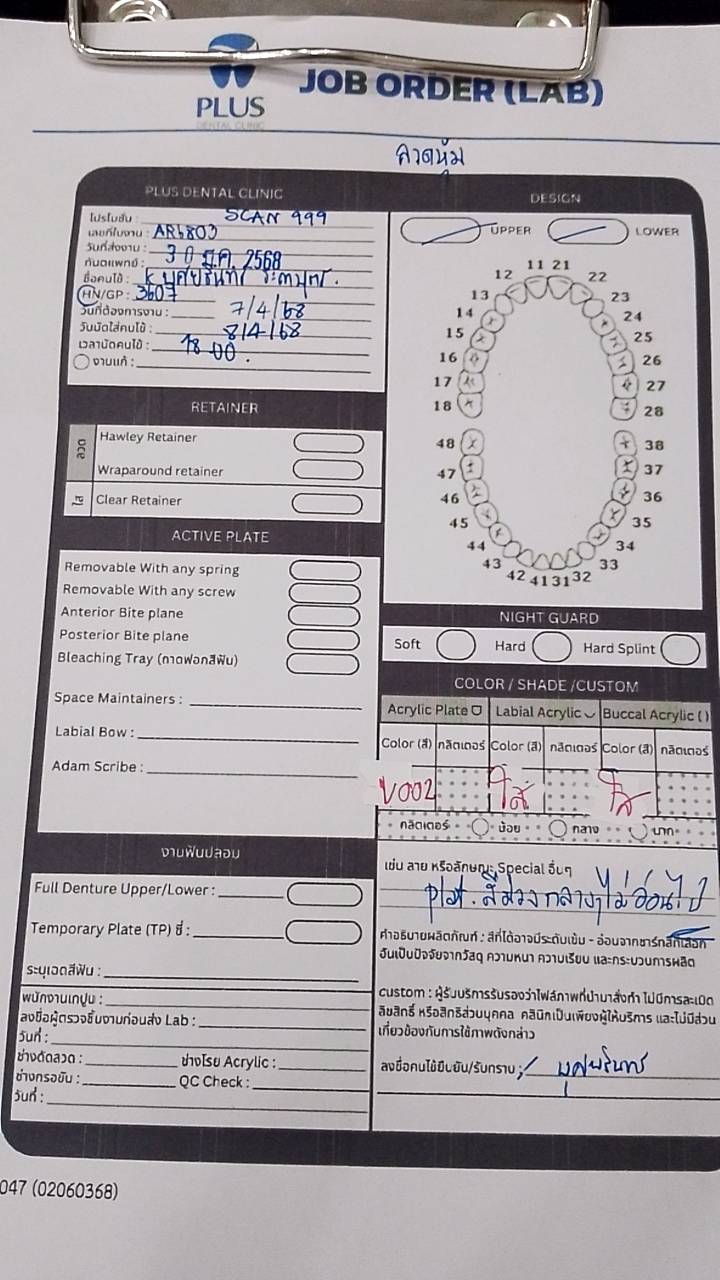 PLUS
DENTAL CLINIC
JOB ORDER (LAB)
ลวดหุ้ม
PLUS DENTAL CLINIC
โปรโมชั่น : SCAN 999
เลขที่ใบงาน : AR6803
วันที่ส่งงาน : 30 มี.ค. 2568
ทันตแพทย์ :
ชื่อคนไข้ : K บุศยรินทร์
HN/GP : 3607
วันที่ต้องการงาน : 7/4/68
วันนัดใส่คนไข้ : 8/4/68
เวลานัดคนไข้ : 18.00
งานแก้ :
DESIGN
UPPER LOWER
11 21
12 22
13 23
14 24
15 25
16 26
17 27
18 28
48 38
47 37
46 36
45 35
44 34
43 33
42 41 31 32
RETAINER
Hawley Retainer
Wraparound retainer
ลวด
Clear Retainer
ใส
ACTIVE PLATE
Removable With any spring
Removable With any screw
Anterior Bite plane
Posterior Bite plane
Bleaching Tray (ถาดฟอกสีฟัน)
Space Maintainers :
Labial Bow :
Adam Scribe :
NIGHT GUARD
Soft Hard Hard Splint
COLOR / SHADE /CUSTOM
Acrylic Plate Labial Acrylic Buccal Acrylic ( )
Color (สี) กลิตเตอร์ Color (สี) กลิตเตอร์ Color (สี) กลิตเตอร์
V002 ใส ใส
กลิตเตอร์ น้อย กลาง มาก
เช่น ลาย หรือลักษณะ Special อื่นๆ
plat. สีม่วงกลางๆ ไม่อ่อนไป
คำอธิบายผลิตภัณฑ์ : สีที่ได้อาจมีระดับเข้ม - อ่อนจากชาร์ทสีที่เลือก
อันเป็นปัจจัยจากวัสดุ ความหนา ความเรียบ และกระบวนการผลิต
custom : ผู้รับบริการรับรองว่าไฟล์ภาพที่นำมาสั่งทำ ไม่มีการละเมิด
ลิขสิทธิ์ หรือสิทธิส่วนบุคคล คลินิกเป็นเพียงผู้ให้บริการ และไม่มีส่วน
เกี่ยวข้องกับการใช้ภาพดังกล่าว
ลงชื่อคนไข้ยืนยัน/รับทราบ : บุศยรินทร์
งานฟันปลอม
Full Denture Upper/Lower :
Temporary Plate (TP) ซี่ :
ระบุเฉดสีฟัน :
พนักงานเทปูน :
ลงชื่อผู้ตรวจชิ้นงานก่อนส่ง Lab :
วันที่ :
ช่างดัดลวด : ช่างโรย Acrylic :
ช่างกรอขัด : QC Check :
วันที่ :
047 (02060368)